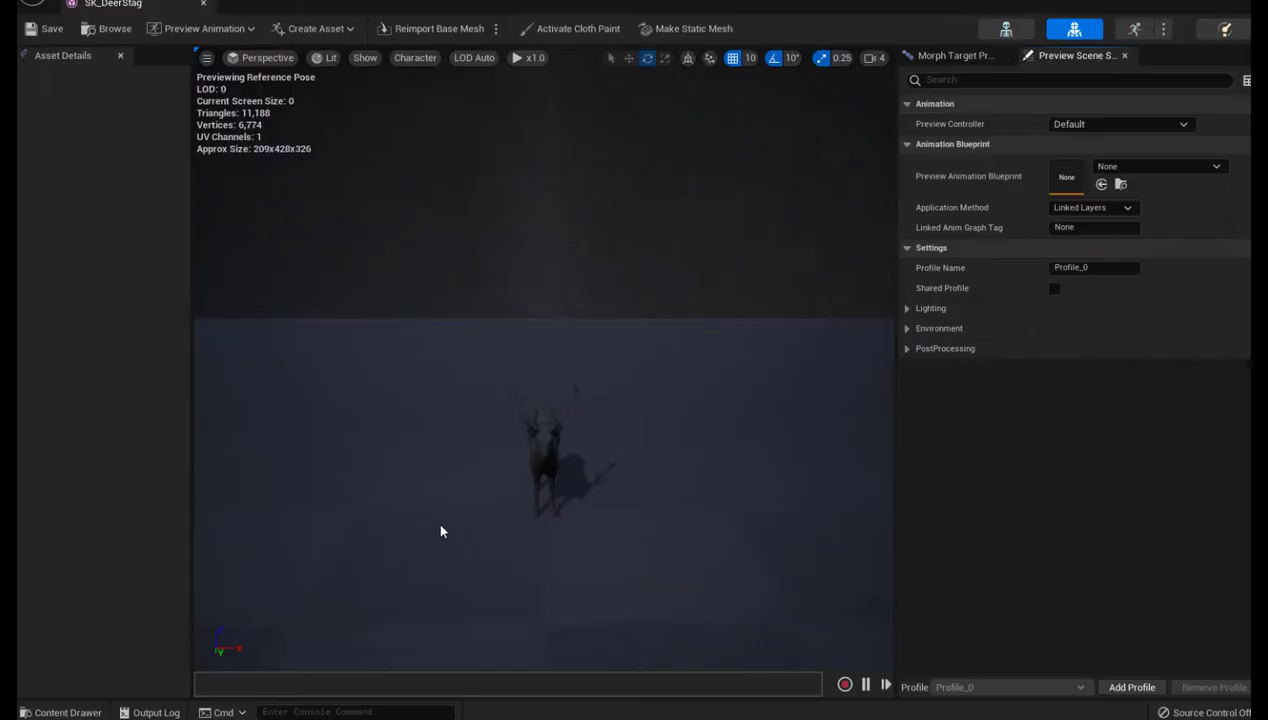 SK_DeerStag
Save
Browse
Preview Animation
Create Asset
Reimport Base Mesh
Activate Cloth Paint
Make Static Mesh
Asset Details
Perspective
Lit
Show
Character
LOD Auto
x1.0
10
10°
0.25
4
Previewing Reference Pose
LOD: 0
Current Screen Size: 0
Triangles: 11,188
Vertices: 6,774
UV Channels: 1
Approx Size: 209x428x326
Morph Target Pr...
Preview Scene S...
Search
Animation
Preview Controller
Default
Animation Blueprint
Preview Animation Blueprint
None
None
Application Method
Linked Layers
Linked Anim Graph Tag
None
Settings
Profile Name
Profile_0
Shared Profile
Lighting
Environment
PostProcessing
X
Y
Profile
Profile_0
Add Profile
Remove Profile
Content Drawer
Output Log
Cmd
Enter Console Command
Source Control Off